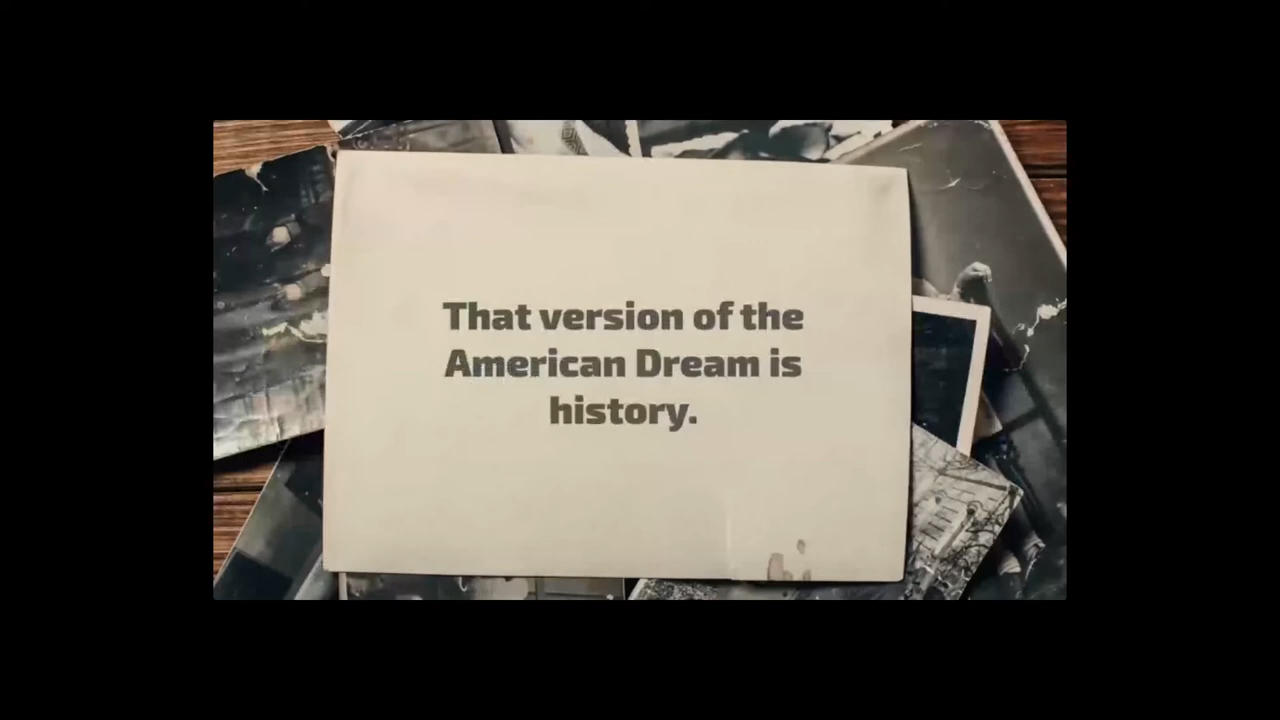 That version of the
American Dream is
history.